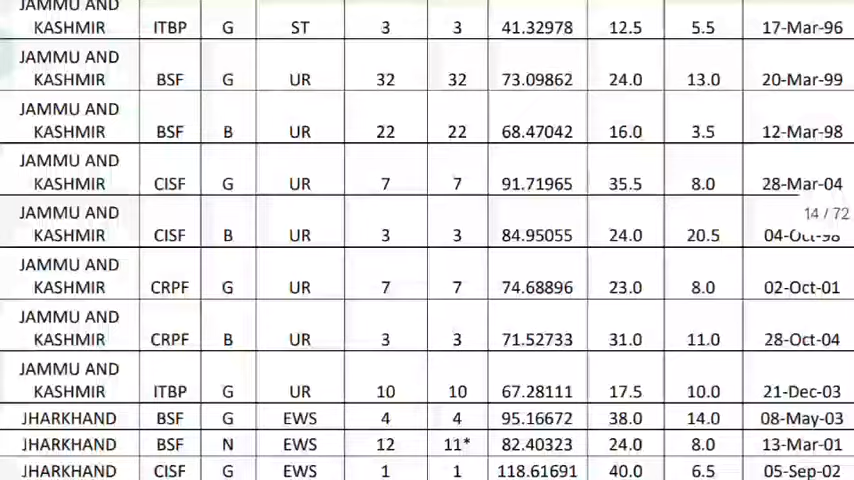 JAMMU AND
KASHMIR ITBP G ST 3 3 41.32978 12.5 5.5 17-Mar-96
JAMMU AND
KASHMIR BSF G UR 32 32 73.09862 24.0 13.0 20-Mar-99
JAMMU AND
KASHMIR BSF B UR 22 22 68.47042 16.0 3.5 12-Mar-98
JAMMU AND
KASHMIR CISF G UR 7 7 91.71965 35.5 8.0 28-Mar-04
JAMMU AND
14 / 72
KASHMIR CISF B UR 3 3 84.95055 24.0 20.5 04-Oct-98
JAMMU AND
KASHMIR CRPF G UR 7 7 74.68896 23.0 8.0 02-Oct-01
JAMMU AND
KASHMIR CRPF B UR 3 3 71.52733 31.0 11.0 28-Oct-04
JAMMU AND
KASHMIR ITBP G UR 10 10 67.28111 17.5 10.0 21-Dec-03
JHARKHAND BSF G EWS 4 4 95.16672 38.0 14.0 08-May-03
JHARKHAND BSF N EWS 12 11* 82.40323 24.0 8.0 13-Mar-01
JHARKHAND CISF G EWS 1 1 118.61691 40.0 6.5 05-Sep-02